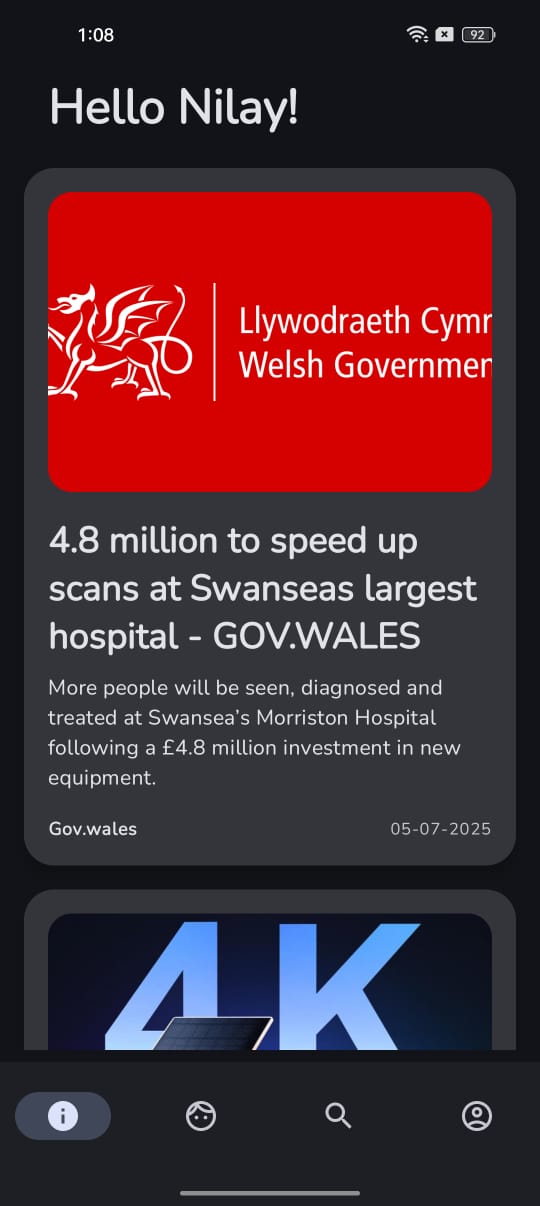 1:08
92
Hello Nilay!
Llywodraeth Cymr
Welsh Governmen
4.8 million to speed up
scans at Swanseas largest
hospital - GOV.WALES
More people will be seen, diagnosed and
treated at Swansea’s Morriston Hospital
following a £4.8 million investment in new
equipment.
Gov.wales
05-07-2025
4K